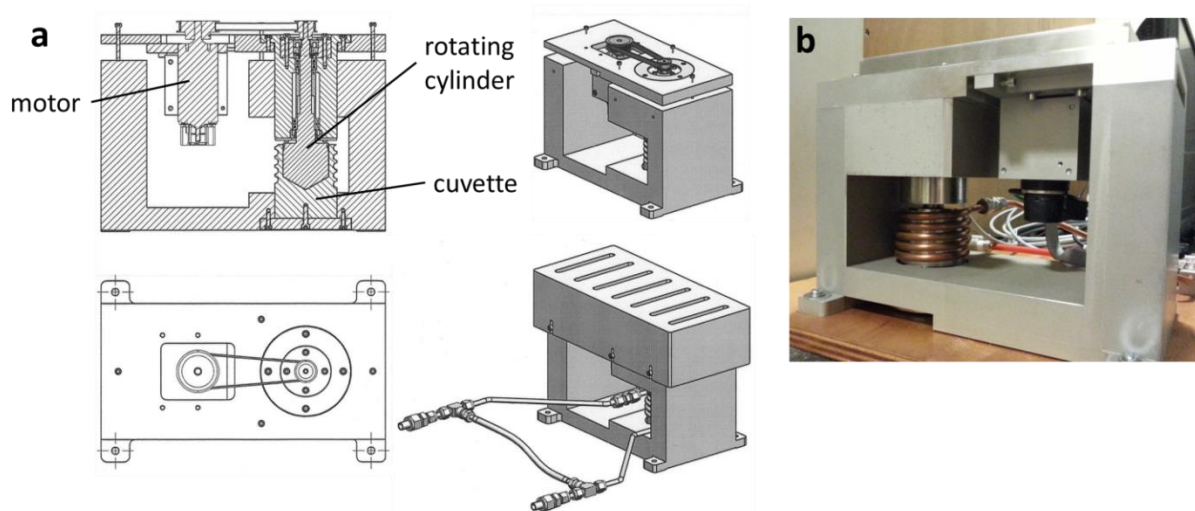 a
rotating
cylinder
motor
cuvette
b